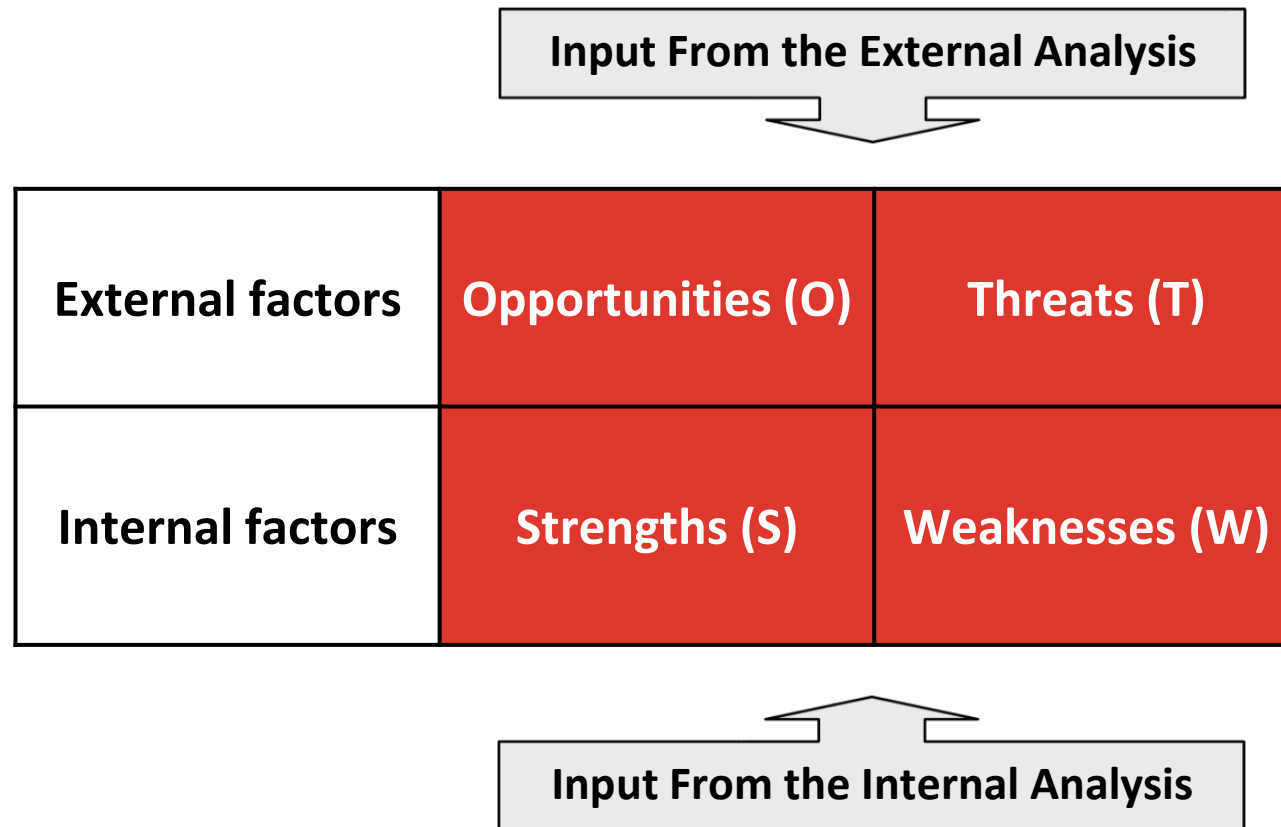 Input From the External Analysis
External factors
Opportunities (O)
Threats (T)
Internal factors
Strengths (S)
Weaknesses (W)
Input From the Internal Analysis